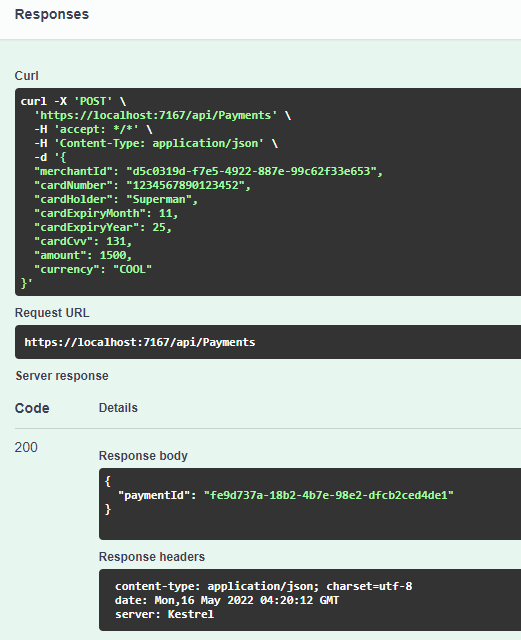 Responses
Curl
curl -X 'POST' \
  'https://localhost:7167/api/Payments' \
  -H 'accept: */*' \
  -H 'Content-Type: application/json' \
  -d '{
  "merchantId": "d5c0319d-f7e5-4922-887e-99c62f33e653",
  "cardNumber": "1234567890123452",
  "cardHolder": "Superman",
  "cardExpiryMonth": 11,
  "cardExpiryYear": 25,
  "cardCvv": 131,
  "amount": 1500,
  "currency": "COOL"
}'
Request URL
https://localhost:7167/api/Payments
Server response
Code Details
200
Response body
{
  "paymentId": "fe9d737a-18b2-4b7e-98e2-dfcb2ced4de1"
}
Response headers
content-type: application/json; charset=utf-8
date: Mon,16 May 2022 04:20:12 GMT
server: Kestrel